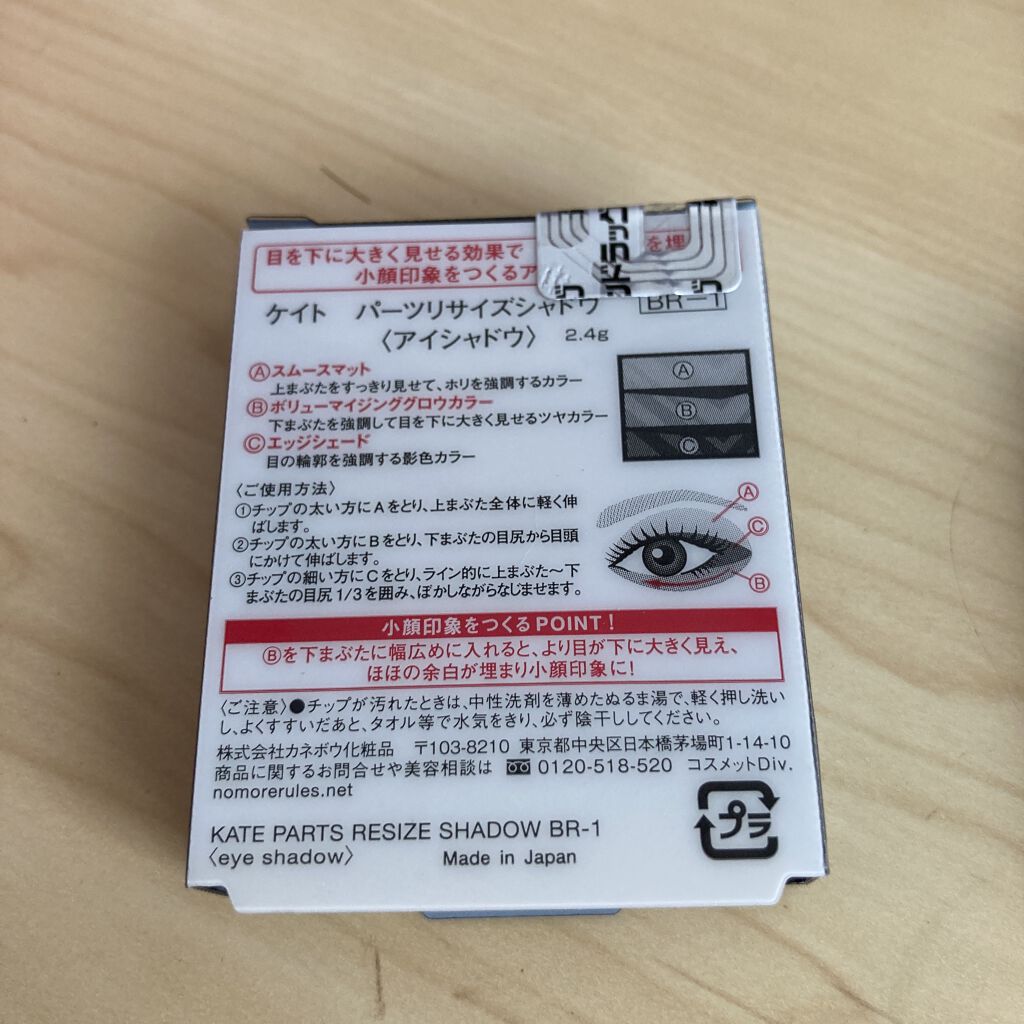 目を下に大きく見せる効果で を埋
小顔印象をつくるア
ケイト パーツリサイズシャドウ BR-1
〈アイシャドウ〉 2.4g
Ⓐスムースマット
上まぶたをすっきり見せて、ホリを強調するカラー
Ⓑボリューマイジンググロウカラー
下まぶたを強調して目を下に大きく見せるツヤカラー
Ⓒエッジシェード
目の輪郭を強調する影色カラー
Ⓐ
Ⓑ
Ⓒ
〈ご使用方法〉
①チップの太い方にAをとり、上まぶた全体に軽く伸
ばします。
②チップの太い方にBをとり、下まぶたの目尻から目頭
にかけて伸ばします。
③チップの細い方にCをとり、ライン的に上まぶた〜下
まぶたの目尻1/3を囲み、ぼかしながらなじませます。
Ⓐ
Ⓒ
Ⓑ
小顔印象をつくるPOINT!
Ⓑを下まぶたに幅広めに入れると、より目が下に大きく見え、
ほほの余白が埋まり小顔印象に!
〈ご注意〉●チップが汚れたときは、中性洗剤を薄めたぬるま湯で、軽く押し洗い
し、よくすすいだあと、タオル等で水気をきり、必ず陰干ししてください。
株式会社カネボウ化粧品 〒103-8210 東京都中央区日本橋茅場町1-14-10
商品に関するお問合せや美容相談は 0120-518-520 コスメットDiv.
nomorerules.net
KATE PARTS RESIZE SHADOW BR-1
〈eye shadow〉 Made in Japan
プラ
ドラッグ